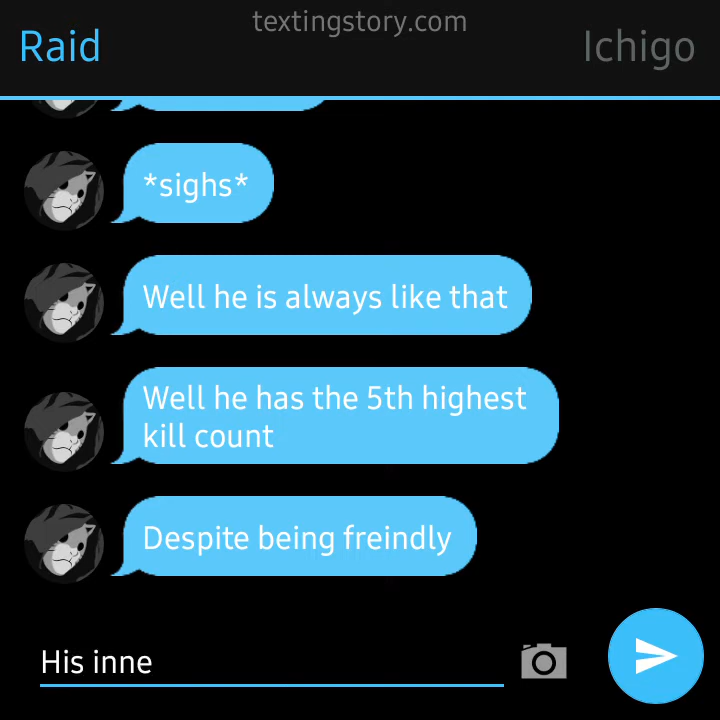 textingstory.com
Raid
Ichigo
*sighs*
Well he is always like that
Well he has the 5th highest
kill count
Despite being freindly
His inne